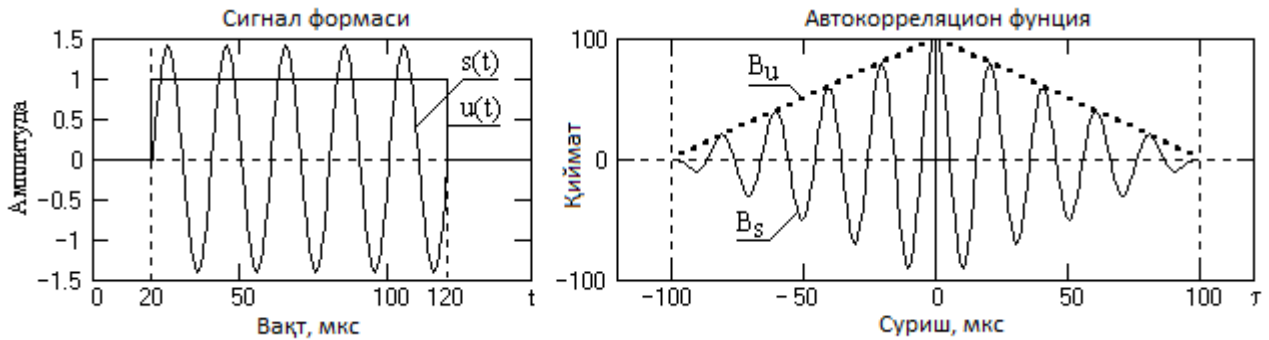 Сигнал формаси
1.5
1
0.5
0
−0.5
−1
−1.5
Ампшитуда
s(t)
u(t)
0 20 50 100 120 t
Вақт, мкс
Автокорреляцион фунция
100
0
−100
Қиймат
Bu
Bs
−100 −50 0 50 100 τ
Суриш, мкс